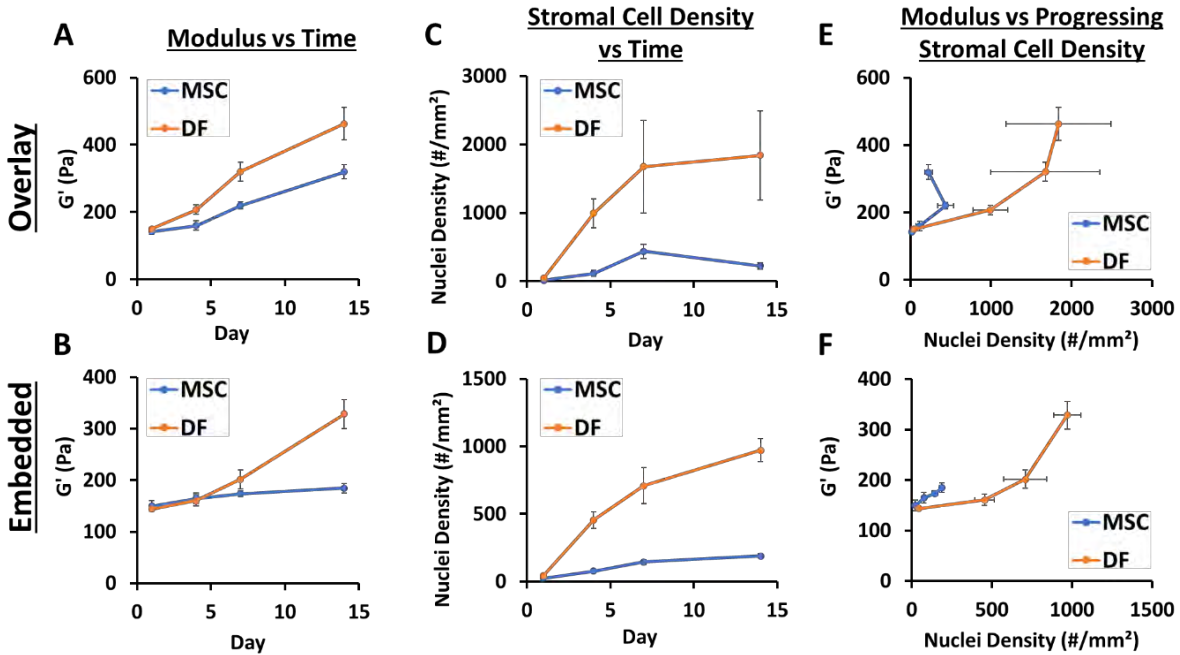 A
Modulus vs Time
C
Stromal Cell Density
vs Time
E
Modulus vs Progressing
Stromal Cell Density
Overlay
G' (Pa)
600
400
200
0
MSC
DF
0
5
10
15
Day
Nuclei Density (#/mm²)
3000
2000
1000
0
MSC
DF
0
5
10
15
Day
G' (Pa)
600
400
200
0
MSC
DF
0
1000
2000
3000
Nuclei Density (#/mm²)
B
D
F
Embedded
G' (Pa)
400
300
200
100
0
MSC
DF
0
5
10
15
Day
Nuclei Density (#/mm²)
1500
1000
500
0
MSC
DF
0
5
10
15
Day
G' (Pa)
400
300
200
100
0
MSC
DF
0
500
1000
1500
Nuclei Density (#/mm²)